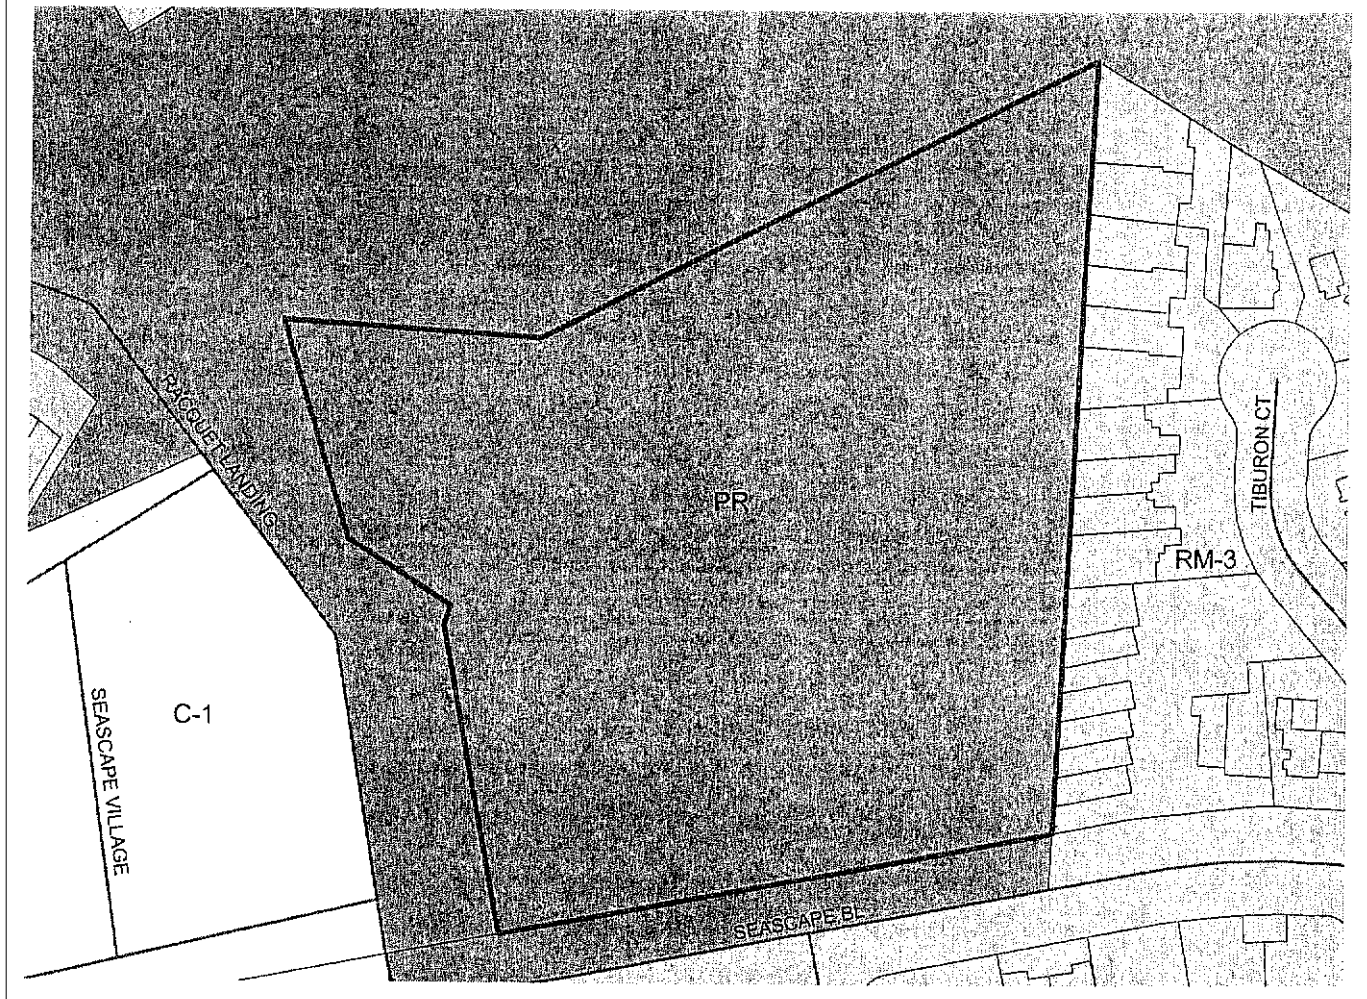 RACQUET LANDING
PR
TIBURON CT
RM-3
C-1
SEASCAPE VILLAGE
SEASCAPE BL